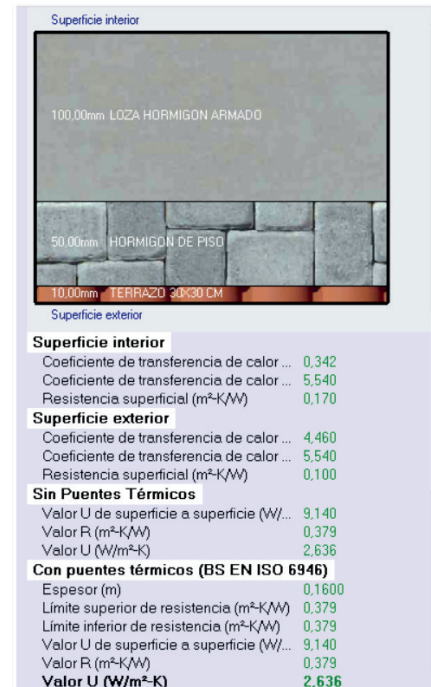 Superficie interior
100,00mm LOZA HORMIGON ARMADO
50,00mm HORMIGON DE PISO
10,00mm TERRAZO 30X30 CM
Superficie exterior
Superficie interior
Coeficiente de transferencia de calor ... 0,342
Coeficiente de transferencia de calor ... 5,540
Resistencia superficial (m²-K/W) 0,170
Superficie exterior
Coeficiente de transferencia de calor ... 4,460
Coeficiente de transferencia de calor ... 5,540
Resistencia superficial (m²-K/W) 0,100
Sin Puentes Térmicos
Valor U de superficie a superficie (W/... 9,140
Valor R (m²-K/W) 0,379
Valor U (W/m²-K) 2,636
Con puentes térmicos (BS EN ISO 6946)
Espesor (m) 0,1600
Límite superior de resistencia (m²-K/W) 0,379
Límite inferior de resistencia (m²-K/W) 0,379
Valor U de superficie a superficie (W/... 9,140
Valor R (m²-K/W) 0,379
Valor U (W/m²-K) 2,636